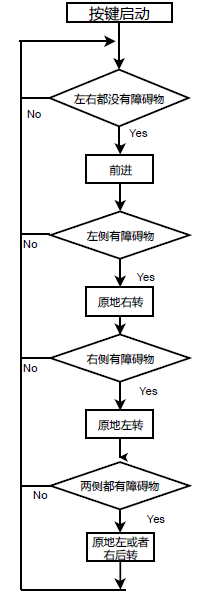 按键启动
左右都没有障碍物
No
Yes
前进
左侧有障碍物
No
Yes
原地右转
右侧有障碍物
No
Yes
原地左转
两侧都有障碍物
No
Yes
原地左或者
右后转